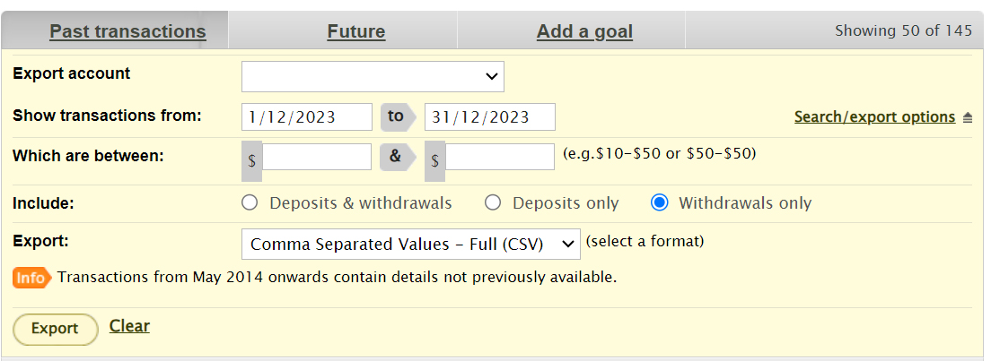 Past transactions Future Add a goal Showing 50 of 145
Export account
Show transactions from: 1/12/2023 to 31/12/2023 Search/export options
Which are between: $ & $ (e.g.$10-$50 or $50-$50)
Include: Deposits & withdrawals Deposits only Withdrawals only
Export: Comma Separated Values - Full (CSV) (select a format)
Info Transactions from May 2014 onwards contain details not previously available.
Export Clear